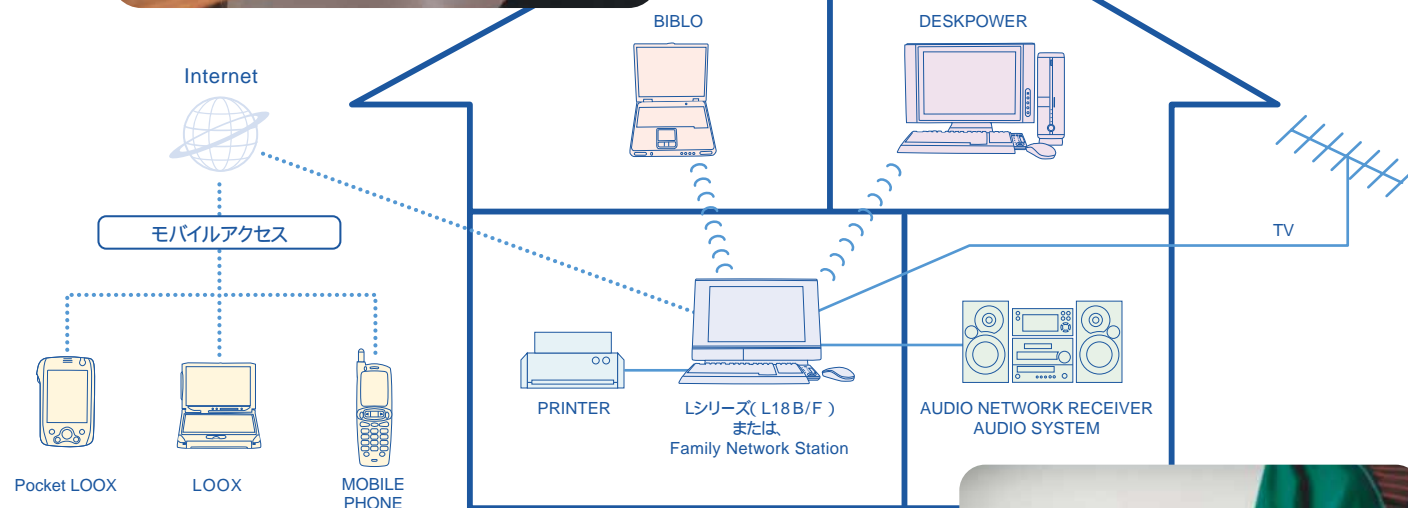 BIBLO
DESKPOWER
Internet
モバイルアクセス
TV
PRINTER
Lシリーズ( L18B/F )
または、
Family Network Station
AUDIO NETWORK RECEIVER
AUDIO SYSTEM
Pocket LOOX
LOOX
MOBILE
PHONE